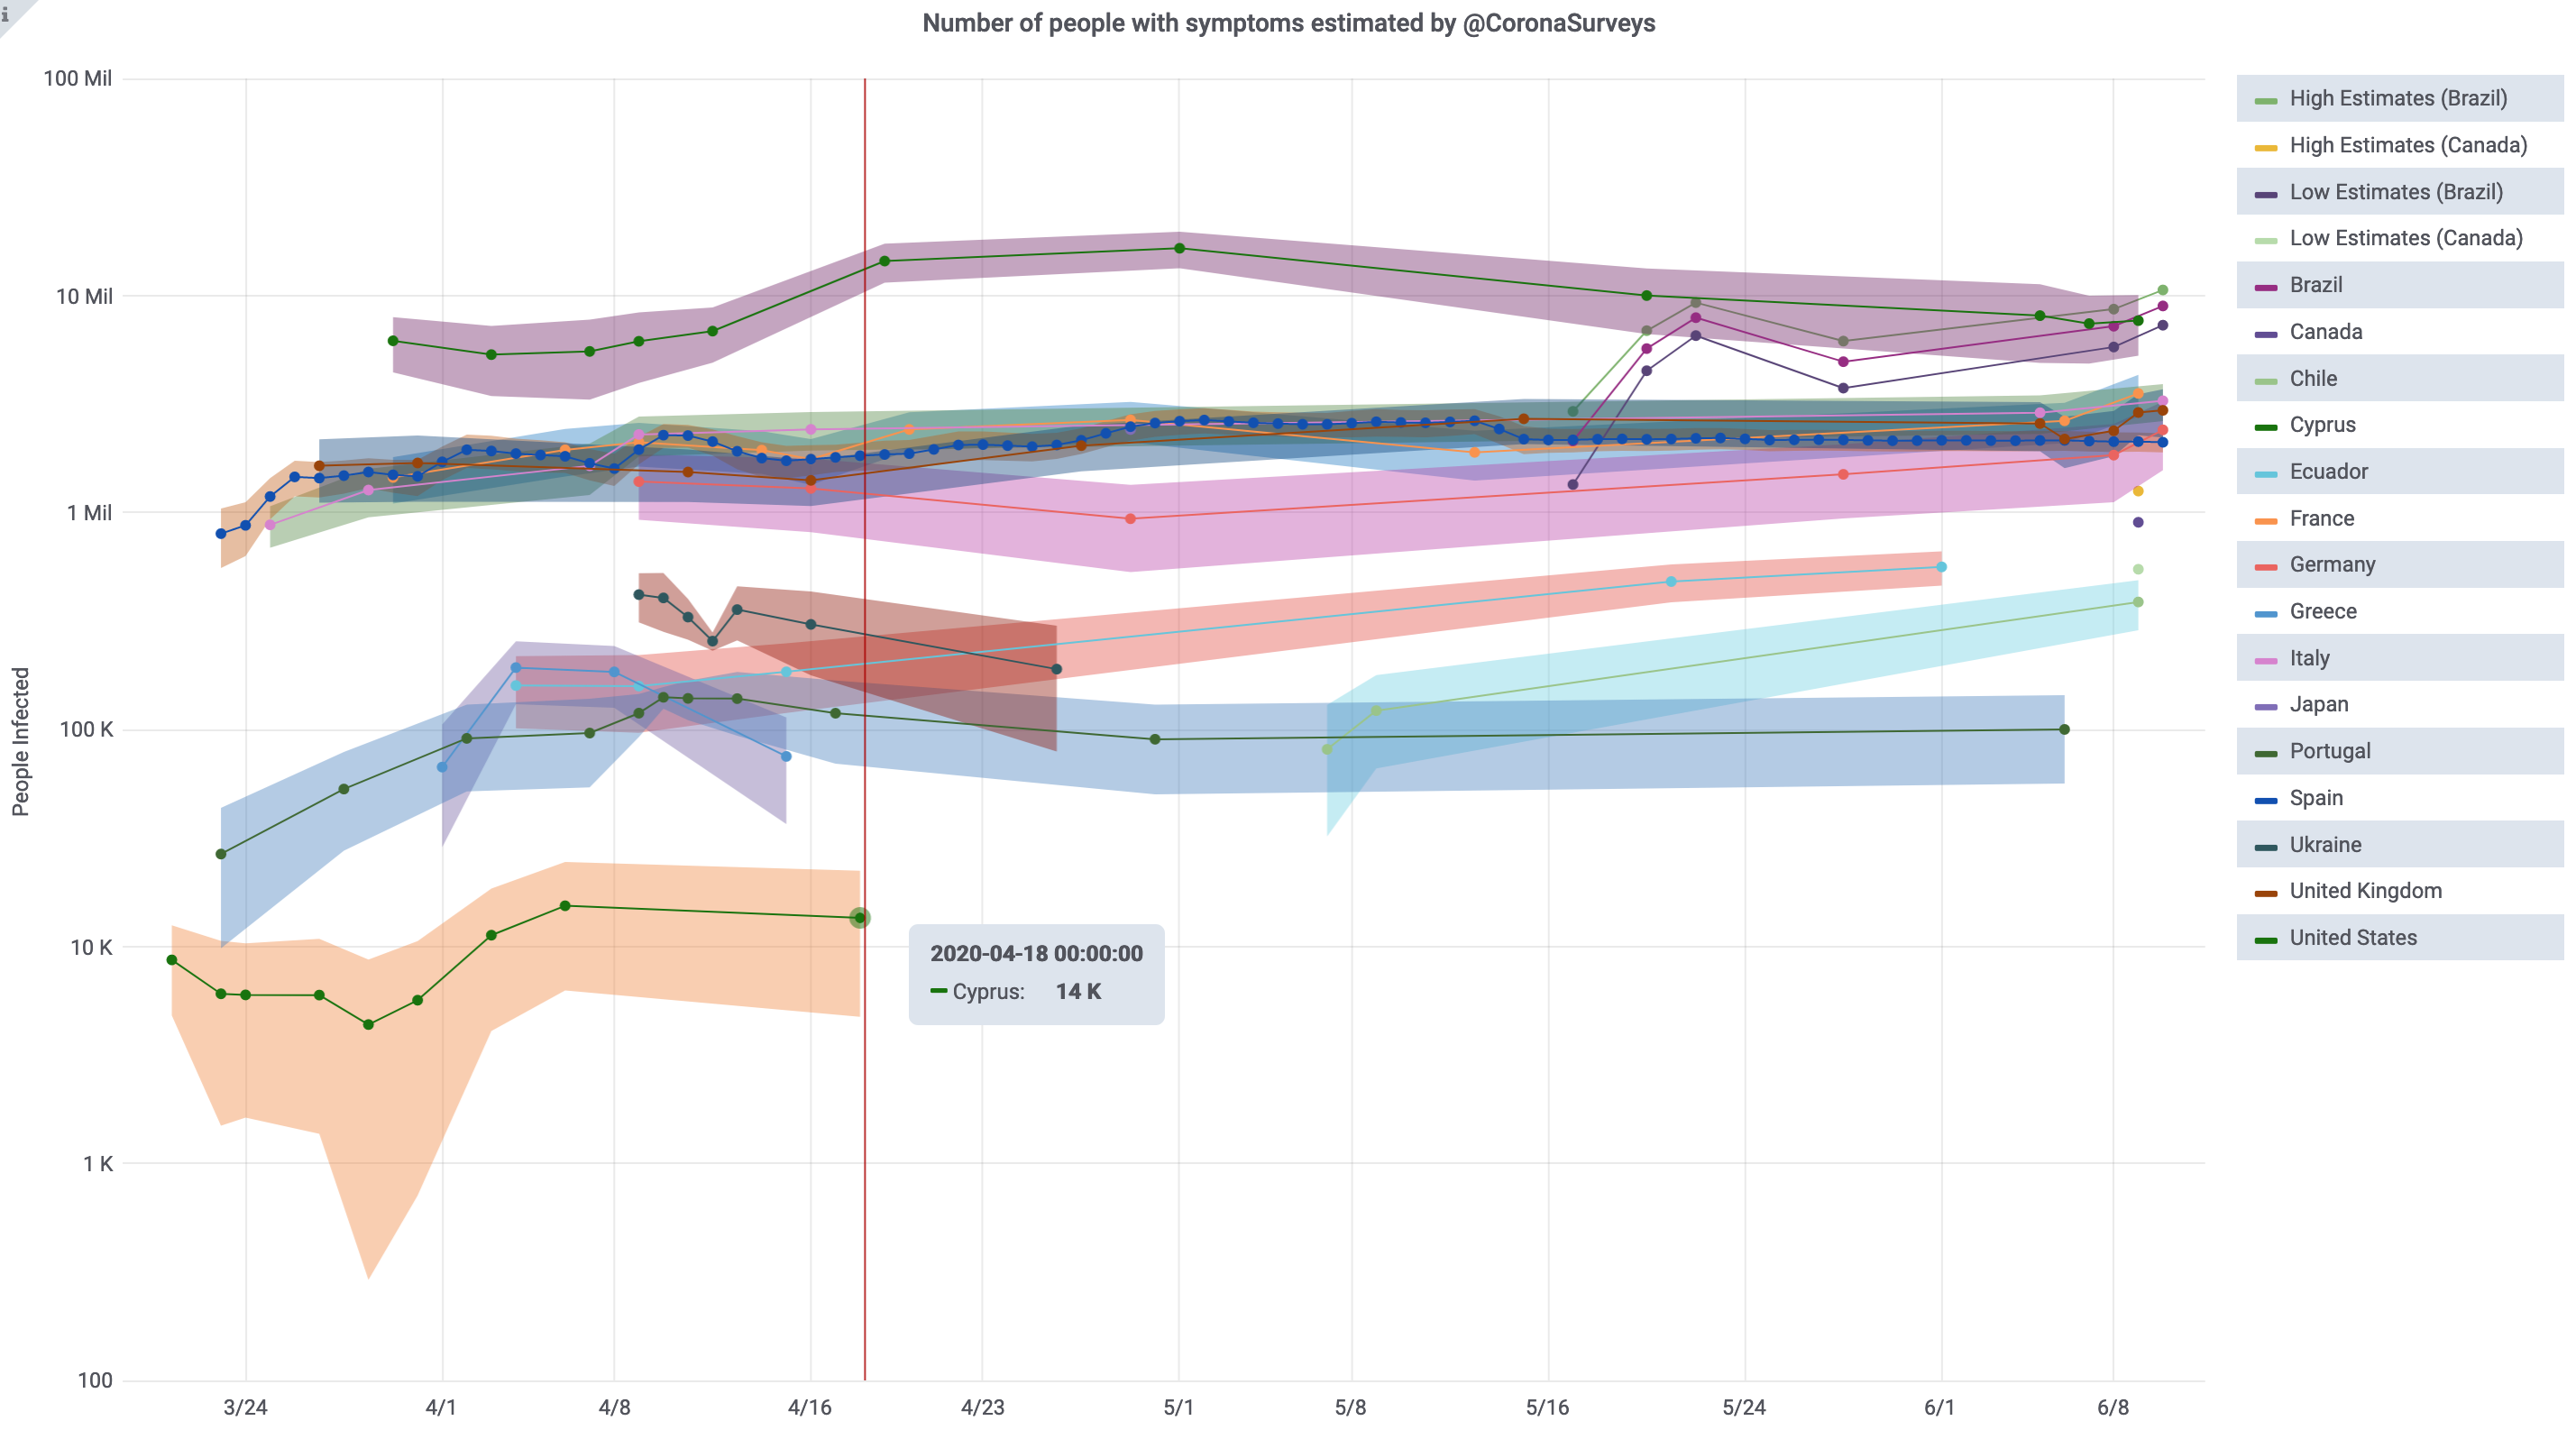 i
Number of people with symptoms estimated by @CoronaSurveys
People Infected
100 Mil
10 Mil
1 Mil
100 K
10 K
1 K
100
3/24 4/1 4/8 4/16 4/23 5/1 5/8 5/16 5/24 6/1 6/8
2020-04-18 00:00:00
Cyprus: 14 K
High Estimates (Brazil)
High Estimates (Canada)
Low Estimates (Brazil)
Low Estimates (Canada)
Brazil
Canada
Chile
Cyprus
Ecuador
France
Germany
Greece
Italy
Japan
Portugal
Spain
Ukraine
United Kingdom
United States